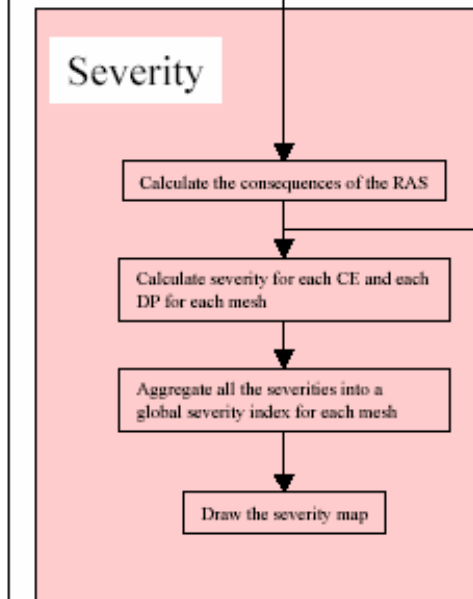 Severity
Calculate the consequences of the RAS
Calculate severity for each CE and each
DP for each mesh
Aggregate all the severities into a
global severity index for each mesh
Draw the severity map